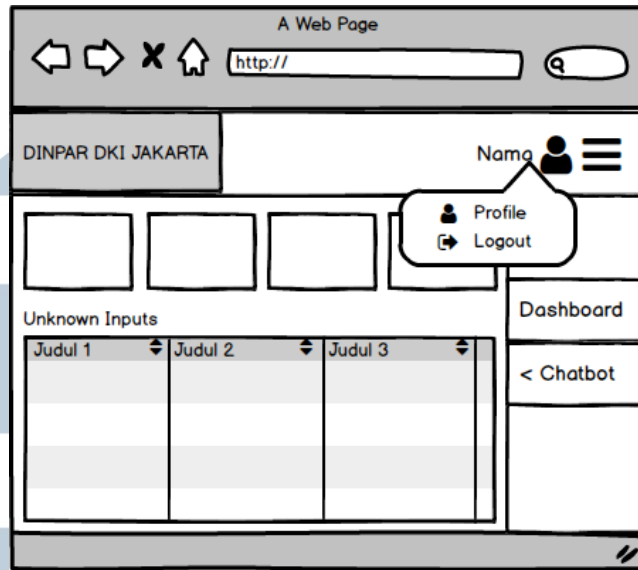 A Web Page
http://
DINPAR DKI JAKARTA
Nama
Profile
Logout
Unknown Inputs
Judul 1
Judul 2
Judul 3
Dashboard
< Chatbot